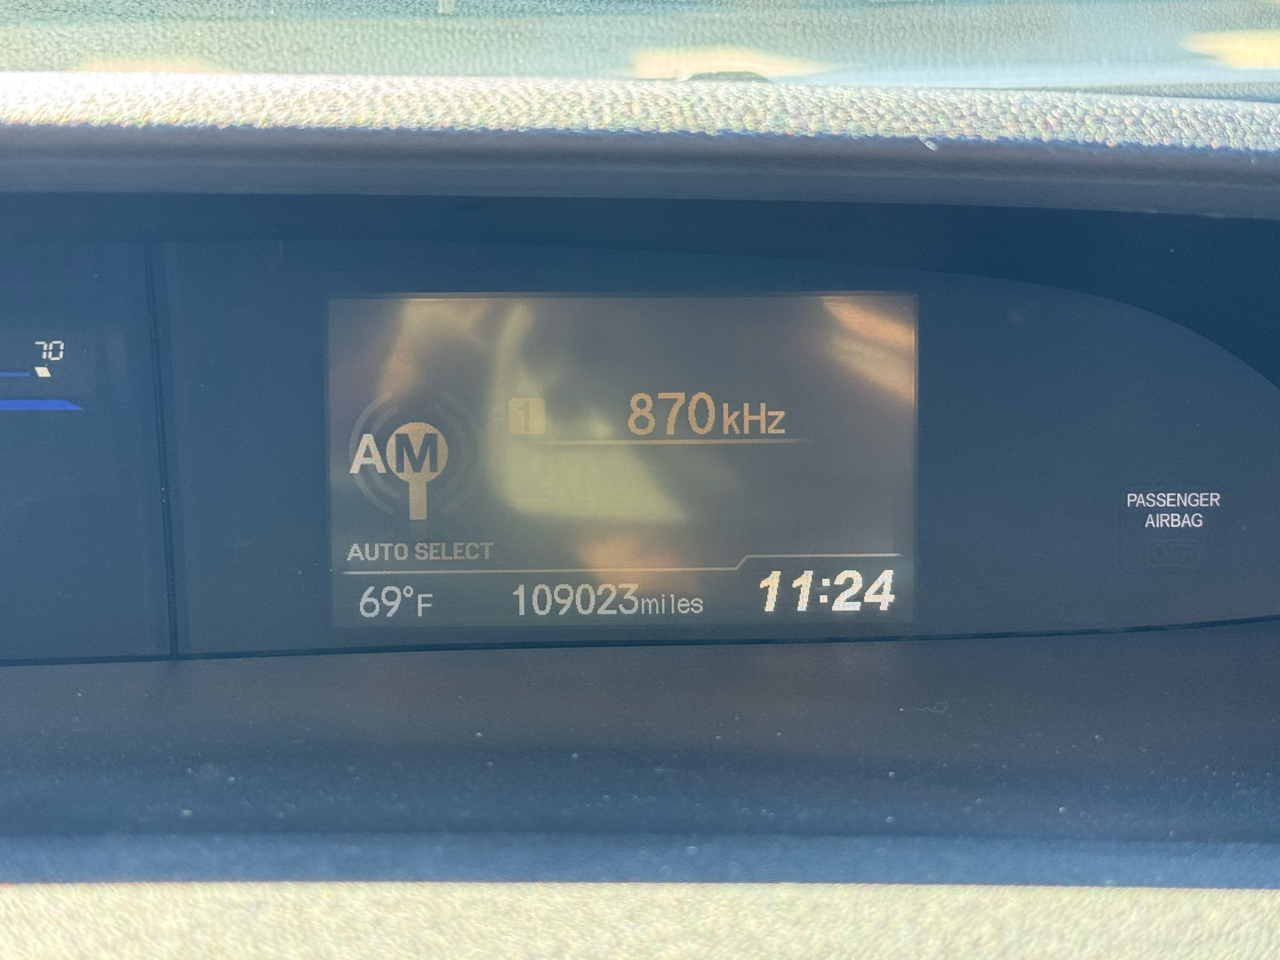 70
1 870kHz
AM
AUTO SELECT
69°F 109023miles 11:24
PASSENGER
AIRBAG